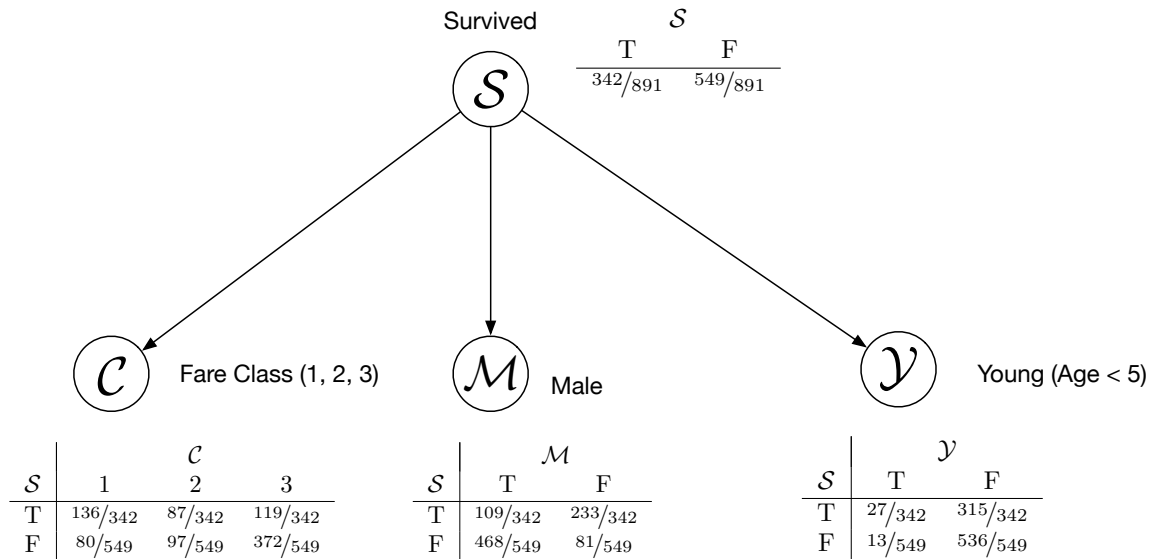 Survived
𝒮
T F
342/891 549/891
𝒮
𝒞
Fare Class (1, 2, 3)
ℳ
Male
𝒴
Young (Age < 5)
𝒞
𝒮 1 2 3
T 136/342 87/342 119/342
F 80/549 97/549 372/549
ℳ
𝒮 T F
T 109/342 233/342
F 468/549 81/549
𝒴
𝒮 T F
T 27/342 315/342
F 13/549 536/549